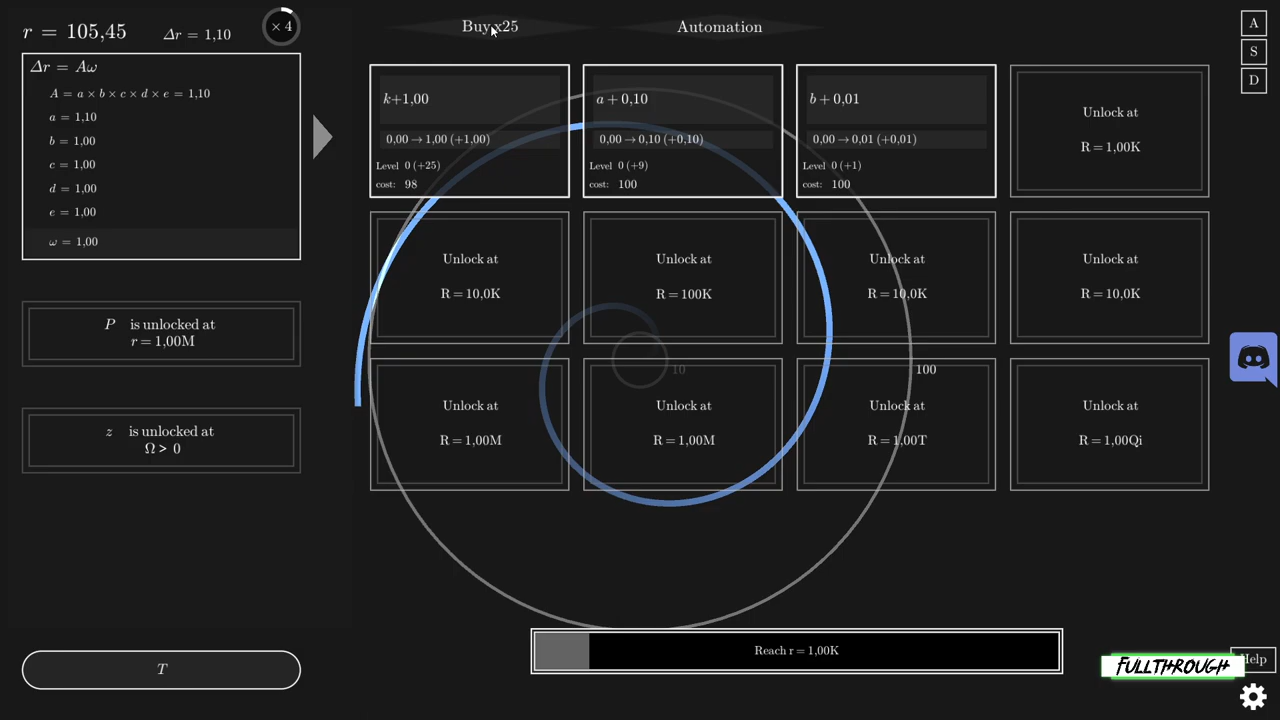 r = 105,45
Δr = 1,10
× 4
Δr = Aω
A = a × b × c × d × e = 1,10
a = 1,10
b = 1,00
c = 1,00
d = 1,00
e = 1,00
ω = 1,00
P is unlocked at
r = 1,00M
z is unlocked at
Ω > 0
T
Buy x25
Automation
k+1,00
0,00 → 1,00 (+1,00)
Level 0 (+25)
cost: 98
a + 0,10
0,00 → 0,10 (+0,10)
Level 0 (+9)
cost: 100
b + 0,01
0,00 → 0,01 (+0,01)
Level 0 (+1)
cost: 100
Unlock at
R = 1,00K
Unlock at
R = 10,0K
Unlock at
R = 100K
Unlock at
R = 10,0K
Unlock at
R = 10,0K
10
100
Unlock at
R = 1,00M
Unlock at
R = 1,00M
Unlock at
R = 1,00T
Unlock at
R = 1,00Qi
Reach r = 1,00K
A
S
D
FULLTHROUGH
Help